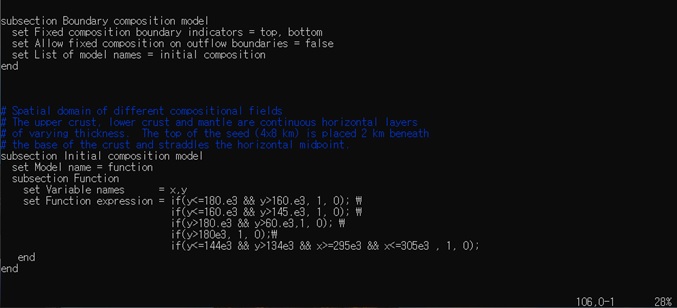 subsection Boundary composition model
set Fixed composition boundary indicators = top, bottom
set Allow fixed composition on outflow boundaries = false
set List of model names = initial composition
end
# Spatial domain of different compositional fields
# The upper crust, lower crust and mantle are continuous horizontal layers
# of varying thickness.  The top of the seed (4x8 km) is placed 2 km beneath
# the base of the crust and straddles the horizontal midpoint.
subsection Initial composition model
set Model name = function
subsection Function
set Variable names      = x,y
set Function expression = if(y<=180.e3 && y>160.e3, 1, 0); ₩
if(y<=160.e3 && y>145.e3, 1, 0); ₩
if(y>180.e3 && y>60.e3,1, 0); ₩
if(y>180e3, 1, 0);₩
if(y<=144e3 && y>134e3 && x>=295e3 && x<=305e3 , 1, 0);
end
end
106,0-1    28%